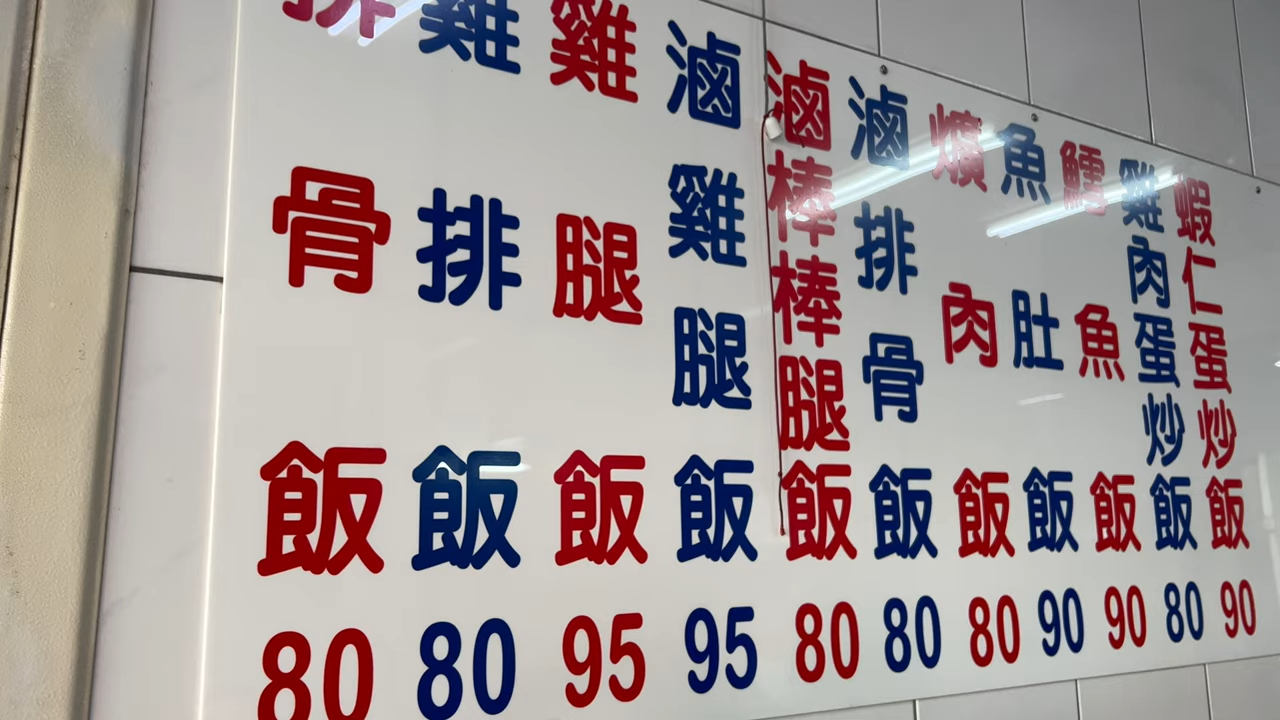 排骨飯 80
雞排飯 80
雞腿飯 95
滷雞腿飯 95
滷棒棒腿飯 80
滷排骨飯 80
爌肉飯 80
魚肚飯 90
鱈魚飯 90
雞肉蛋炒飯 80
蝦仁蛋炒飯 90